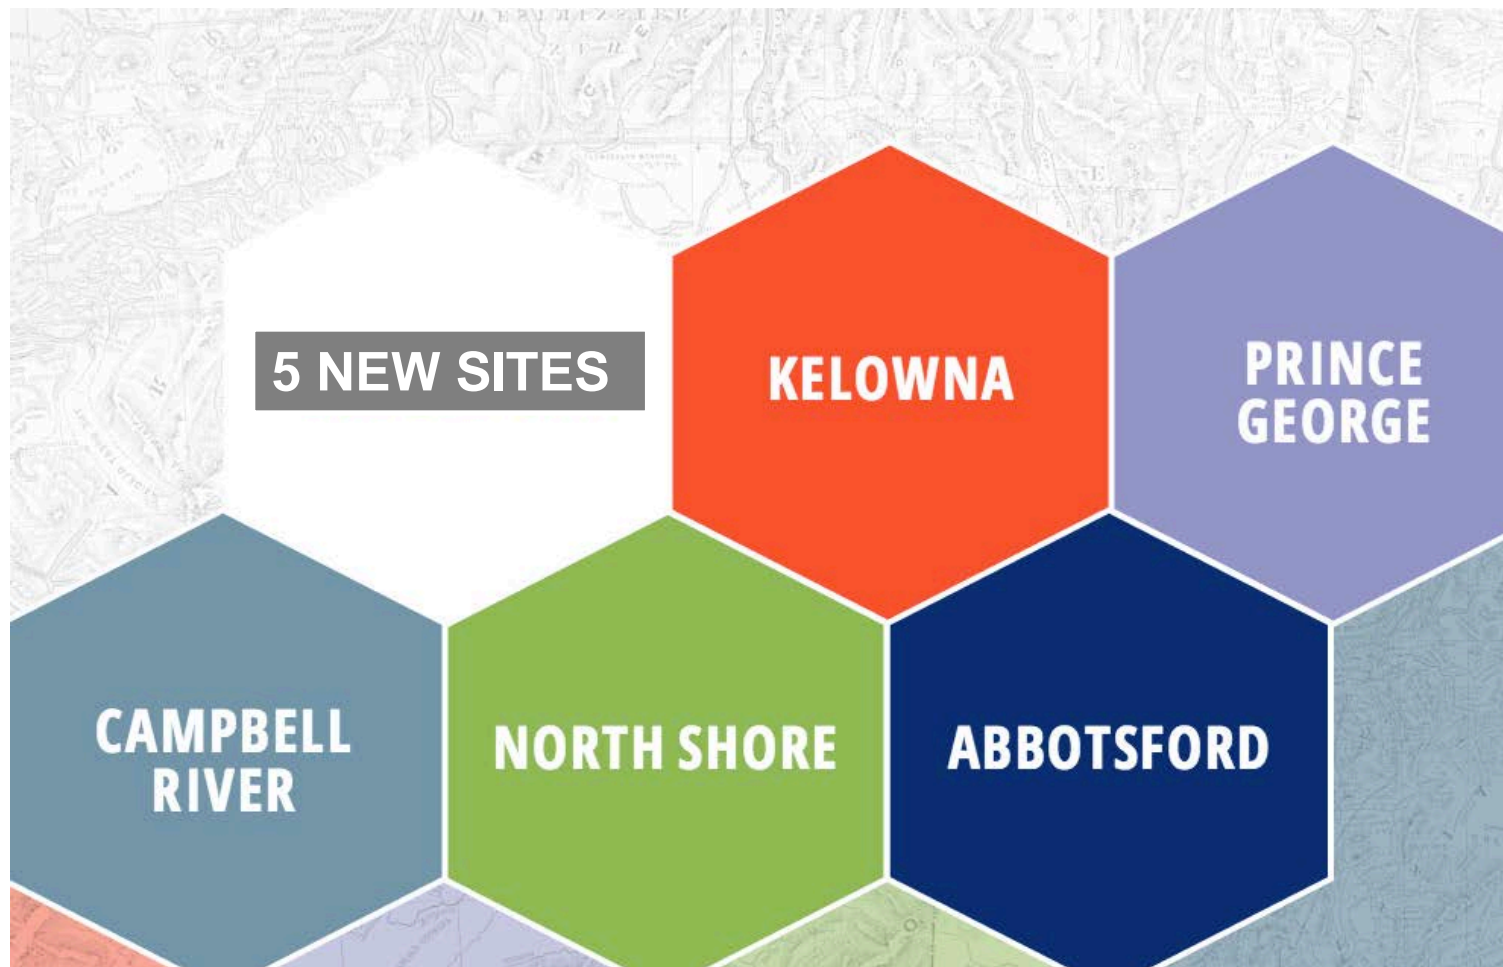 5 NEW SITES
KELOWNA
PRINCE
GEORGE
CAMPBELL
RIVER
NORTH SHORE
ABBOTSFORD